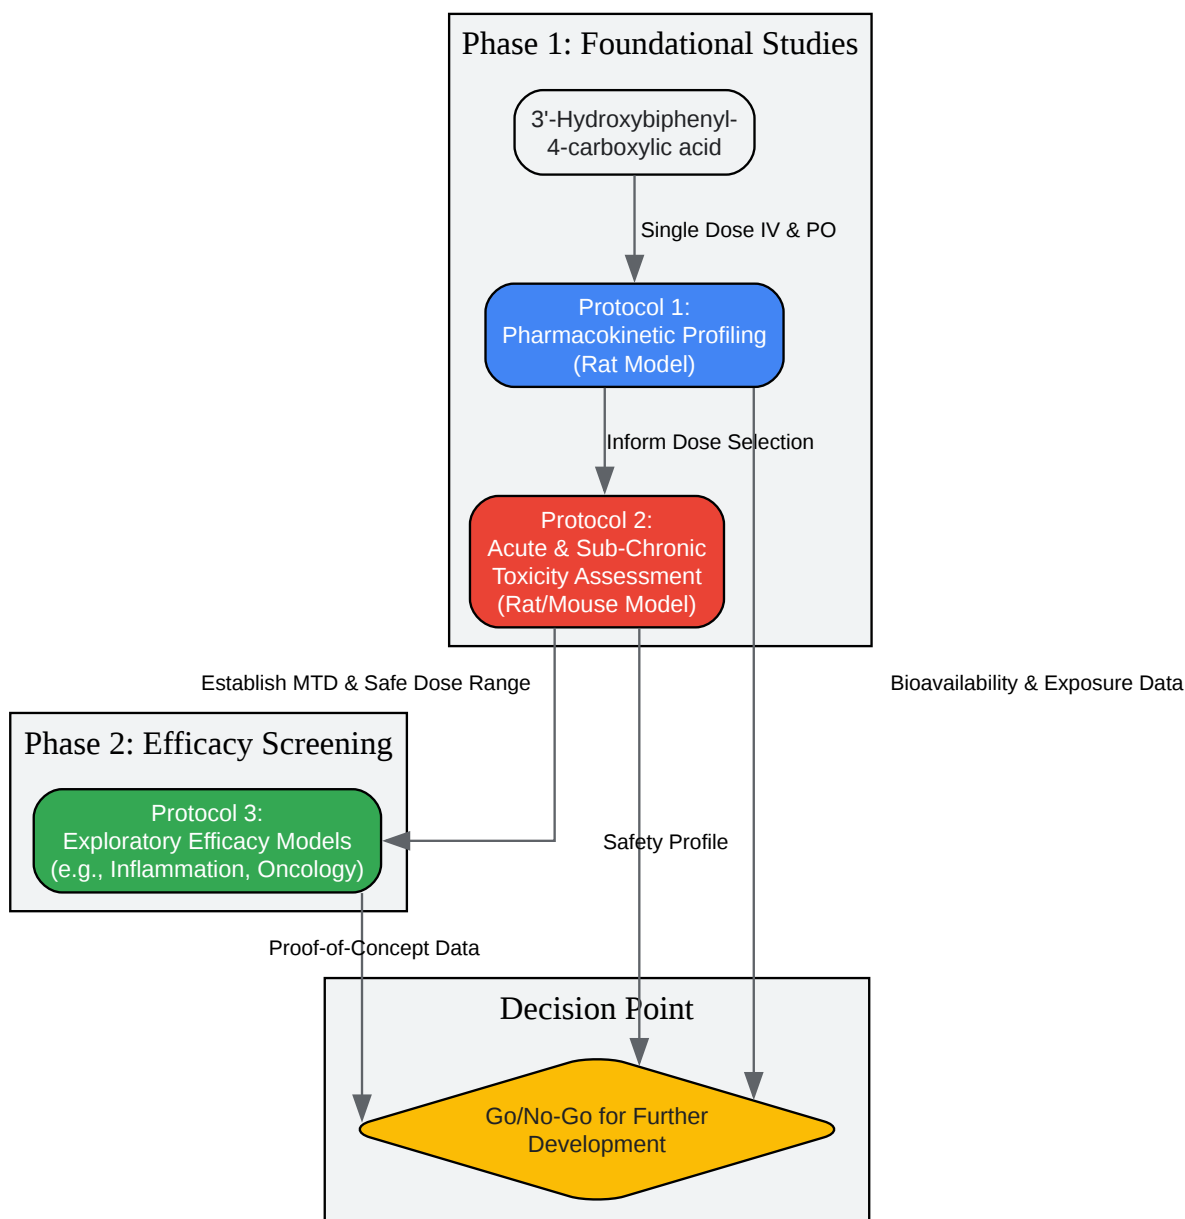 Phase 1: Foundational Studies
3'-Hydroxybiphenyl-
4-carboxylic acid
Single Dose IV & PO
Protocol 1:
Pharmacokinetic Profiling
(Rat Model)
Inform Dose Selection
Protocol 2:
Acute & Sub-Chronic
Toxicity Assessment
(Rat/Mouse Model)
Establish MTD & Safe Dose Range
Bioavailability & Exposure Data
Phase 2: Efficacy Screening
Protocol 3:
Exploratory Efficacy Models
(e.g., Inflammation, Oncology)
Safety Profile
Proof-of-Concept Data
Decision Point
Go/No-Go for Further
Development